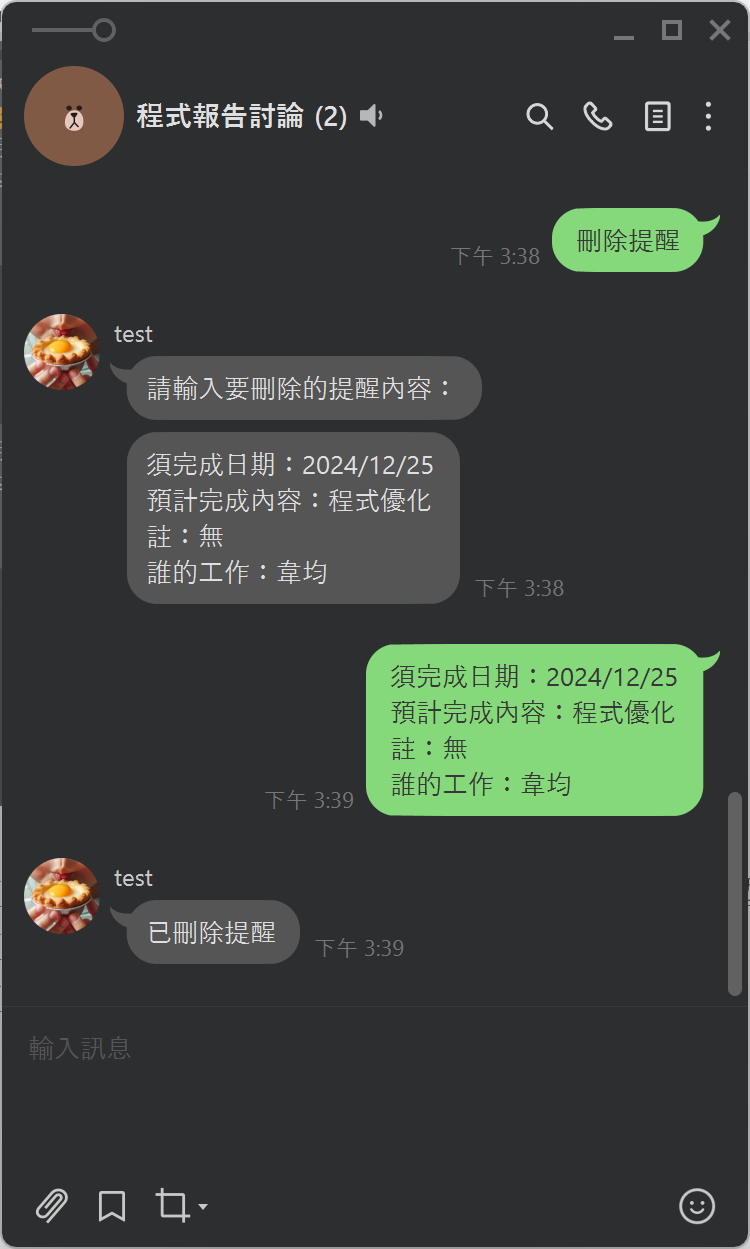 程式報告討論 (2)
刪除提醒
下午 3:38
test
請輸入要刪除的提醒內容：
須完成日期：2024/12/25
預計完成內容：程式優化
註：無
誰的工作：韋均
下午 3:38
須完成日期：2024/12/25
預計完成內容：程式優化
註：無
誰的工作：韋均
下午 3:39
test
已刪除提醒
下午 3:39
輸入訊息